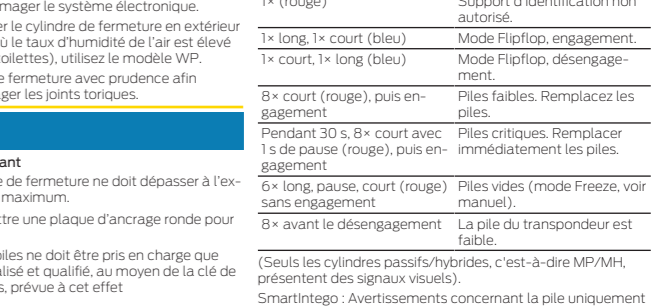 mager le système électronique.
er le cylindre de fermeture en extérieur
ù le taux d'humidité de l'air est élevé
toilettes), utilisez le modèle WP.
e fermeture avec prudence afin
ger les joints toriques.
ant
e de fermeture ne doit dépasser à l'ex-
maximum.
ttre une plaque d'ancrage ronde pour
piles ne doit être pris en charge que
alisé et qualifié, au moyen de la clé de
s, prévue à cet effet
1× (rouge) Support d'identification non
autorisé.
1× long, 1× court (bleu) Mode Flipflop, engagement.
1× court, 1× long (bleu) Mode Flipflop, désengage-
ment.
8× court (rouge), puis en- Piles faibles. Remplacez les
gagement piles.
Pendant 30 s, 8× court avec Piles critiques. Remplacer
1 s de pause (rouge), puis en- immédiatement les piles.
gagement
6× long, pause, court (rouge) Piles vides (mode Freeze, voir
sans engagement manuel).
8× avant le désengagement La pile du transpondeur est
faible.
(Seuls les cylindres passifs/hybrides, c'est-à-dire MP/MH,
présentent des signaux visuels).
SmartIntego : Avertissements concernant la pile uniquement